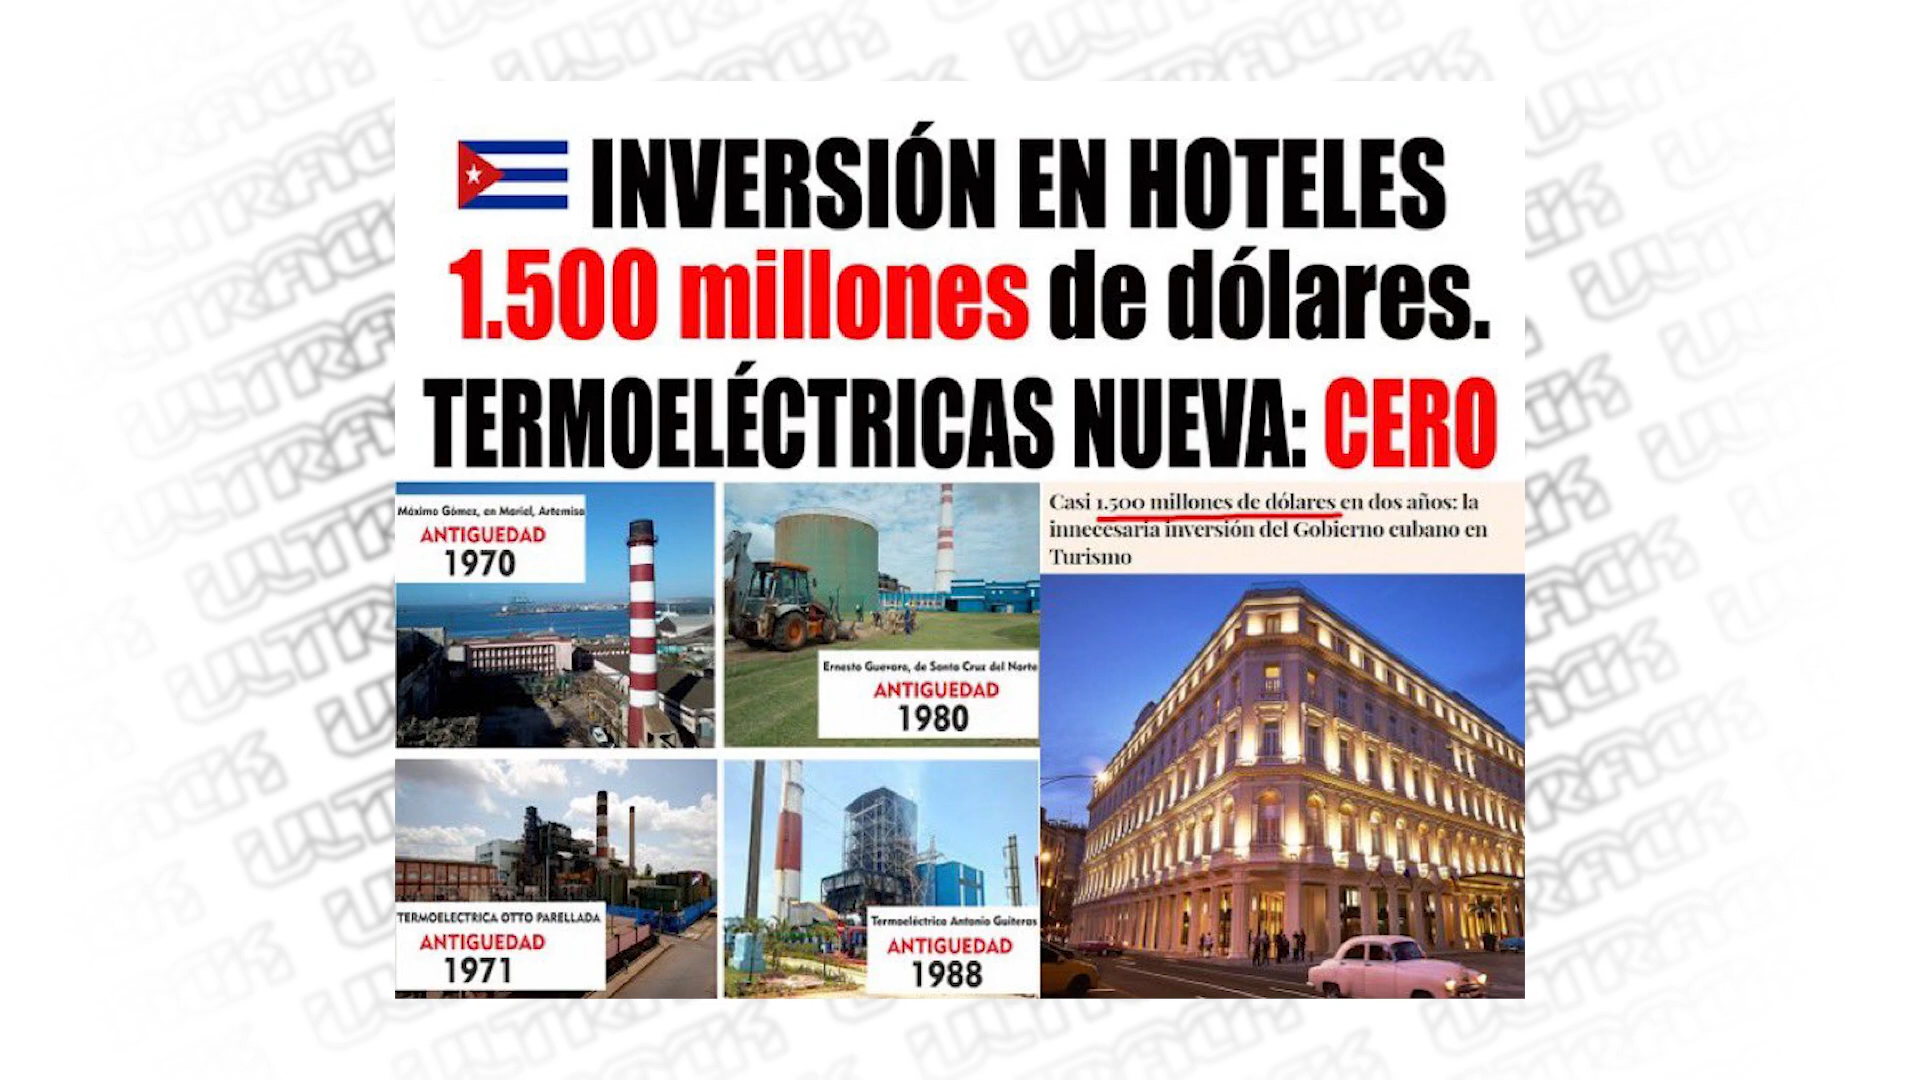 INVERSIÓN EN HOTELES
1.500 millones de dólares.
TERMOELÉCTRICAS NUEVA: CERO
Máximo Gómez, en Mariel, Artemisa
ANTIGUEDAD
1970
Ernesto Guevara, de Santa Cruz del Norte
ANTIGUEDAD
1980
Casi 1.500 millones de dólares en dos años: la
innecesaria inversión del Gobierno cubano en
Turismo
TERMOELECTRICA OTTO PARELLADA
ANTIGUEDAD
1971
Termoeléctrica Antonio Guiteras
ANTIGUEDAD
1988
ULTRACK